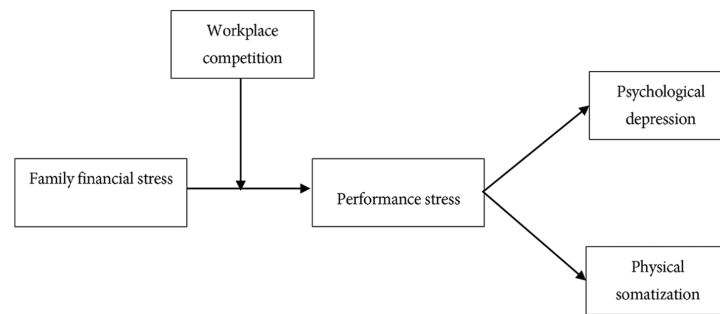 Workplace
competition
Psychological
depression
Family financial stress
Performance stress
Physical
somatization